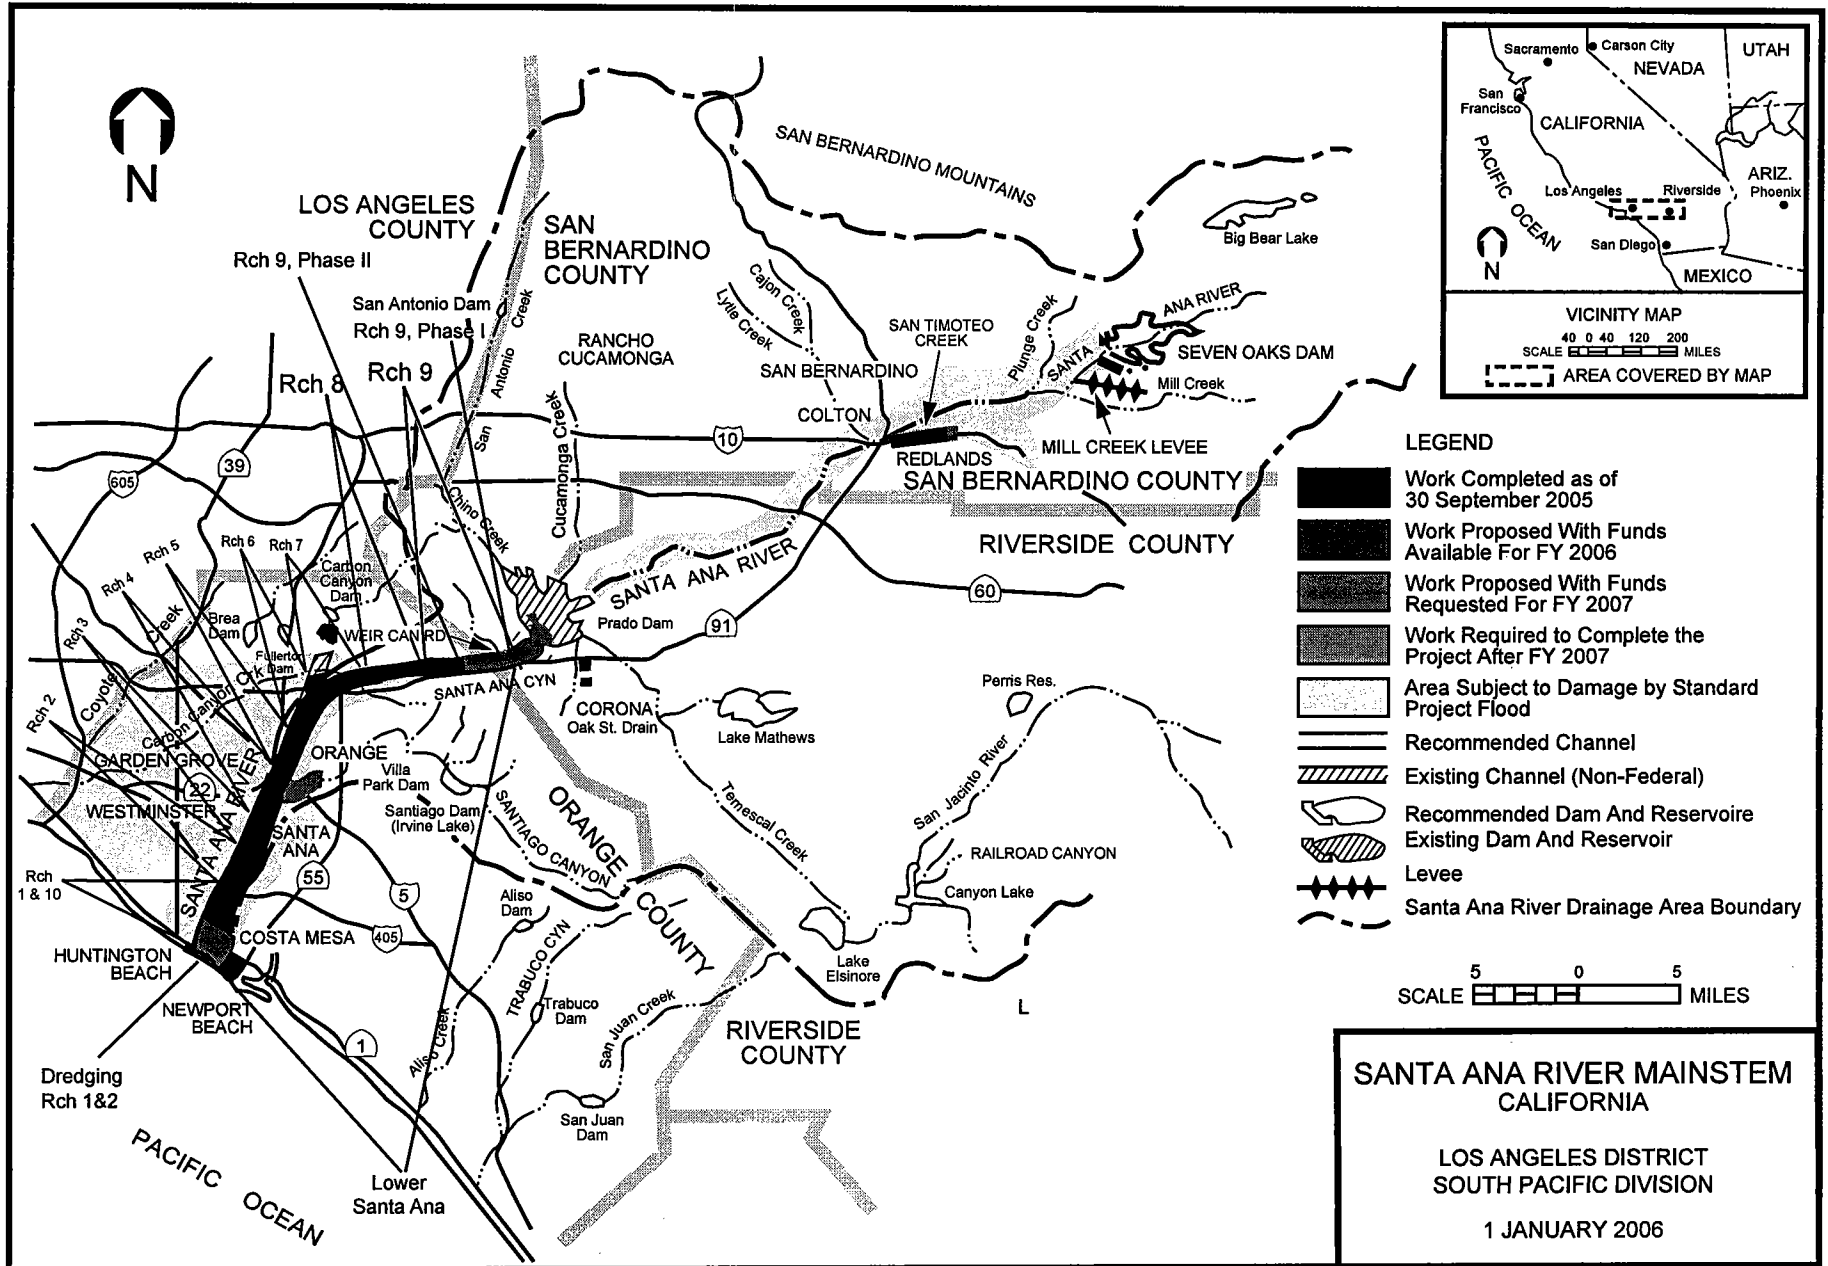 N
LOS ANGELES
COUNTY
SAN
BERNARDINO
COUNTY
SAN BERNARDINO MOUNTAINS
Big Bear Lake
Rch 9, Phase II
San Antonio Dam
Rch 9, Phase I
San Antonio Creek
RANCHO
CUCAMONGA
Rch 8
Rch 9
Cucamonga Creek
Cajon Creek
Lytle Creek
SAN TIMOTEO
CREEK
SAN BERNARDINO
COLTON
Plunge Creek
SANTA ANA RIVER
SEVEN OAKS DAM
Mill Creek
MILL CREEK LEVEE
REDLANDS
SAN BERNARDINO COUNTY
RIVERSIDE COUNTY
10
39
605
60
91
Chino Creek
SANTA ANA RIVER
Prado Dam
Rch 7
Rch 6
Rch 5
Rch 4
Rch 3
Rch 2
Carbon
Canyon
Dam
Brea
Dam
Fullerton
Dam
WEIR CAN RD
Coyote Creek
Carbon Canyon Crk
SANTA ANA CYN
CORONA
Oak St. Drain
Lake Mathews
Perris Res.
San Jacinto River
Temescal Creek
GARDEN GROVE
22
WESTMINSTER
SANTA ANA RIVER
ORANGE
Villa
Park Dam
Santiago Dam
(Irvine Lake)
SANTIAGO CANYON
ORANGE
COUNTY
SANTA
ANA
55
5
405
Rch
1 & 10
COSTA MESA
HUNTINGTON
BEACH
NEWPORT
BEACH
Aliso
Dam
TRABUCO CYN
Trabuco
Dam
Aliso Creek
San Juan Creek
San Juan
Dam
RAILROAD CANYON
Canyon Lake
Lake
Elsinore
RIVERSIDE
COUNTY
L
1
Dredging
Rch 1&2
Lower
Santa Ana
PACIFIC OCEAN
Sacramento
Carson City
NEVADA
UTAH
San
Francisco
CALIFORNIA
PACIFIC OCEAN
ARIZ.
Phoenix
Los Angeles
Riverside
San Diego
MEXICO
N
VICINITY MAP
40 0 40 120 200
SCALE MILES
AREA COVERED BY MAP
LEGEND
Work Completed as of
30 September 2005
Work Proposed With Funds
Available For FY 2006
Work Proposed With Funds
Requested For FY 2007
Work Required to Complete the
Project After FY 2007
Area Subject to Damage by Standard
Project Flood
Recommended Channel
Existing Channel (Non-Federal)
Recommended Dam And Reservoire
Existing Dam And Reservoir
Levee
Santa Ana River Drainage Area Boundary
5 0 5
SCALE MILES
SANTA ANA RIVER MAINSTEM
CALIFORNIA
LOS ANGELES DISTRICT
SOUTH PACIFIC DIVISION
1 JANUARY 2006